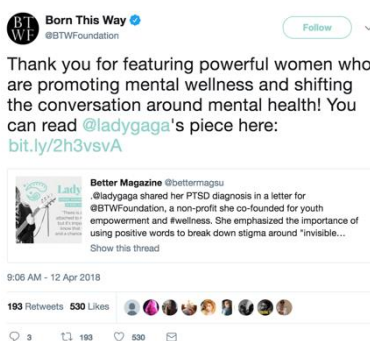 BT
WF
Born This Way
@BTWFoundation
Follow
Thank you for featuring powerful women who
are promoting mental wellness and shifting
the conversation around mental health! You
can read @ladygaga's piece here:
bit.ly/2h3vsvA
Lady
Better Magazine @bettermagsu
.@ladygaga shared her PTSD diagnosis in a letter for
@BTWFoundation, a non-profit she co-founded for youth
empowerment and #wellness. She emphasized the importance of
using positive words to break down stigma around "invisible...
Show this thread
9:06 AM - 12 Apr 2018
193 Retweets 530 Likes
3 193 530